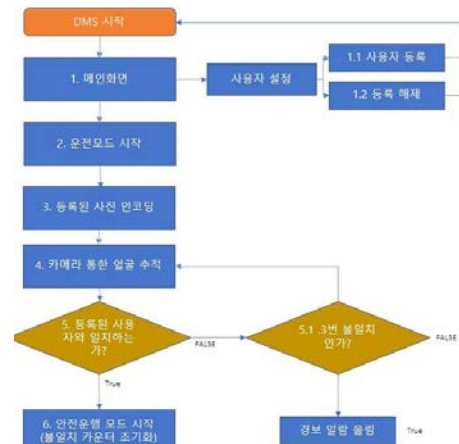 DMS 시작
1. 메인화면
사용자 설정
1.1 사용자 등록
1.2 등록 해제
2. 운전모드 시작
3. 등록된 사진 인코딩
4. 카메라 통한 얼굴 추적
5. 등록된 사용
자와 일치하는
가?
FALSE
5.1 .3번 불일치
인가?
FALSE
True
6. 안전운행 모드 시작
(불일치 카운터 초기화)
경보 알람 울림
True